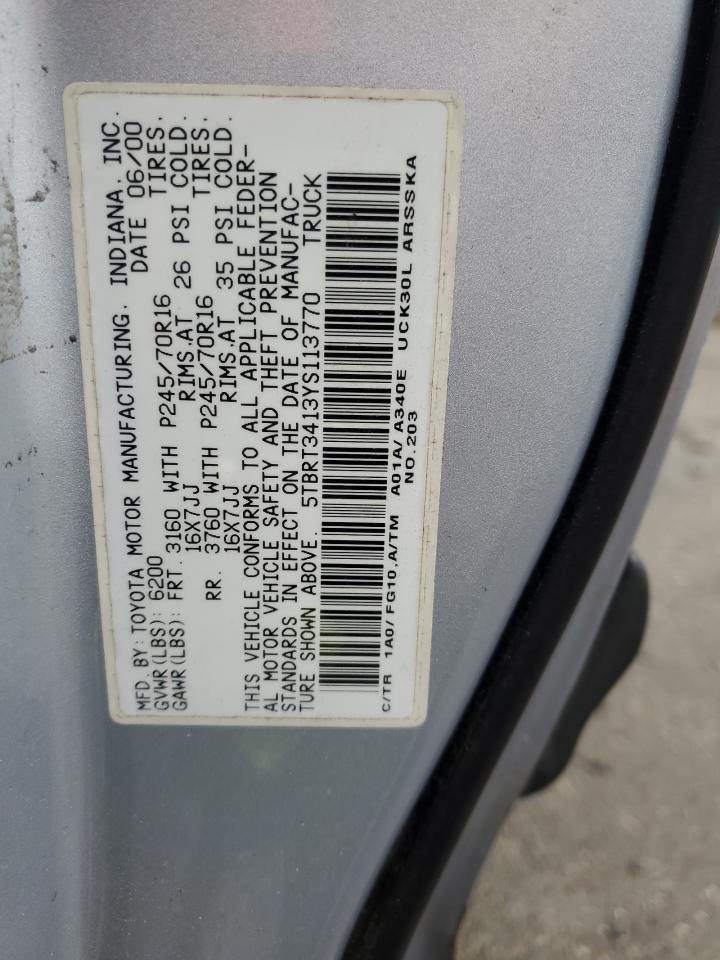 MFD. BY: TOYOTA MOTOR MANUFACTURING, INDIANA, INC.
GVWR(LBS): 6200 DATE 06/00
GAWR(LBS): FRT. 3160 WITH P245/70R16 TIRES,
16X7JJ RIMS,AT 26 PSI COLD.
RR. 3760 WITH P245/70R16 TIRES,
16X7JJ RIMS,AT 35 PSI COLD.
THIS VEHICLE CONFORMS TO ALL APPLICABLE FEDER-
AL MOTOR VEHICLE SAFETY AND THEFT PREVENTION
STANDARDS IN EFFECT ON THE DATE OF MANUFAC-
TURE SHOWN ABOVE. 5TBRT3413YS113770 TRUCK
C/TR 1A0/ FG10,A/TM A01A/ A340E UCK30L ARSSKA
NO.203